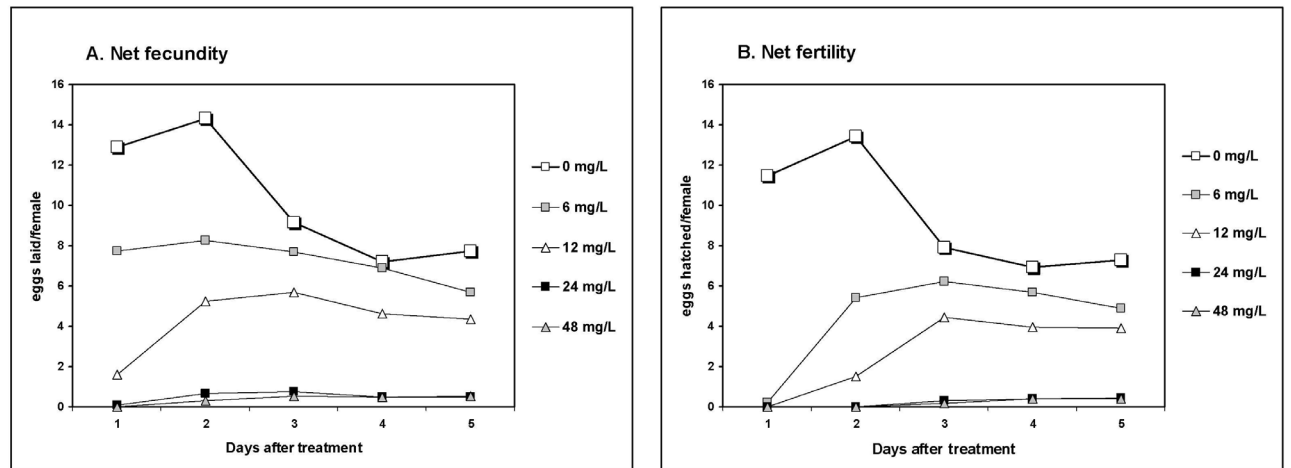 A. Net fecundity
16
14
12
10
8
6
4
2
0
eggs laid/female
1 2 3 4 5
Days after treatment
0 mg/L
6 mg/L
12 mg/L
24 mg/L
48 mg/L
B. Net fertility
16
14
12
10
8
6
4
2
0
eggs hatched/female
1 2 3 4 5
Days after treatment
0 mg/L
6 mg/L
12 mg/L
24 mg/L
48 mg/L